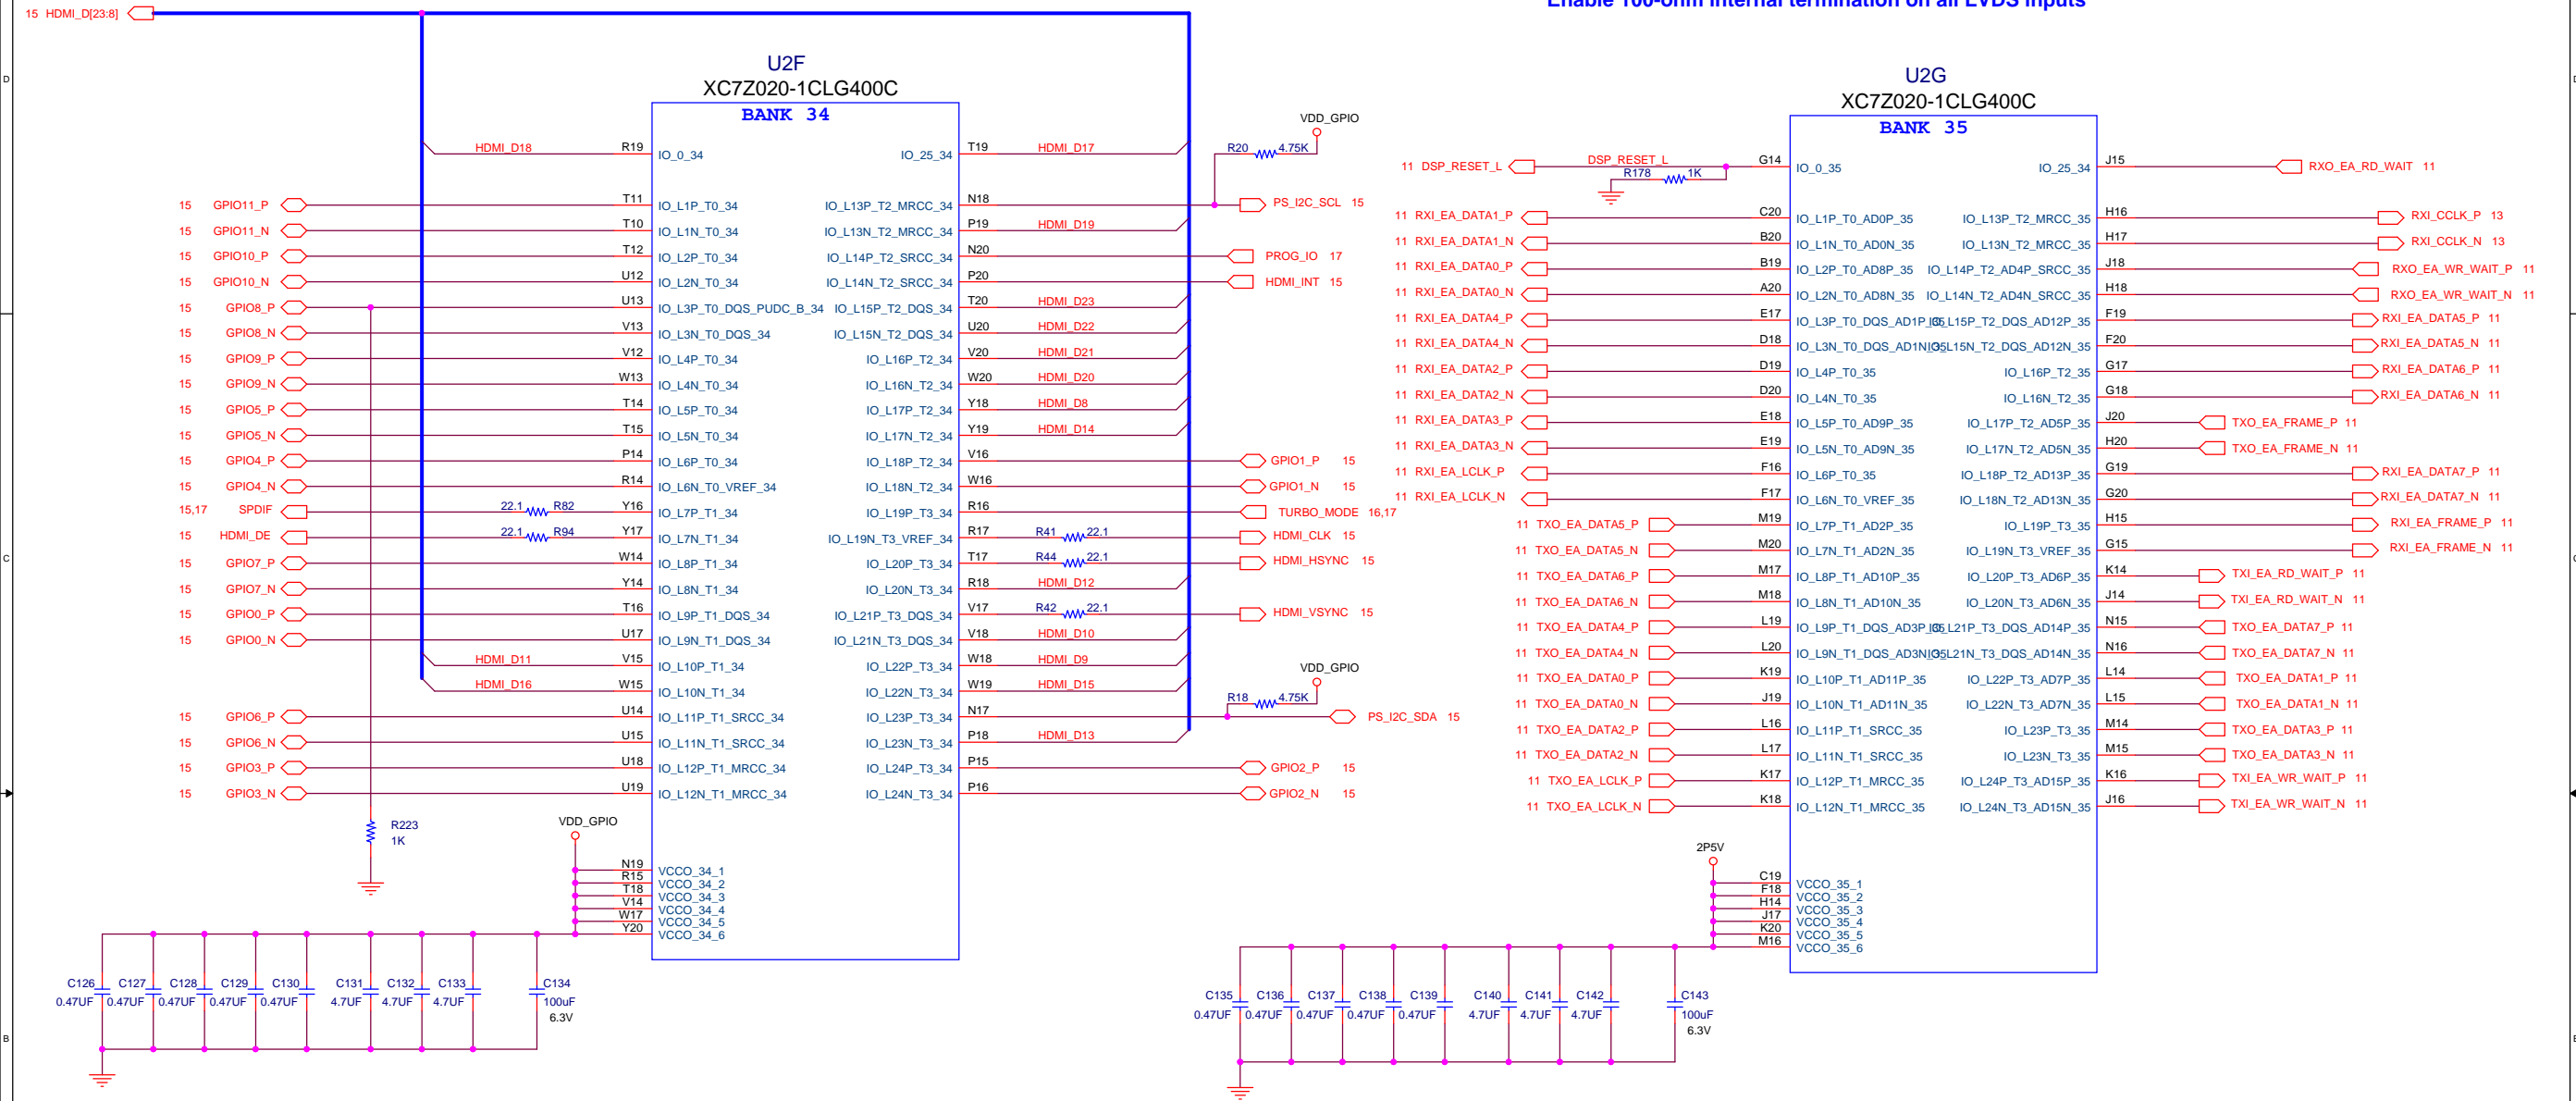 15 HDMI_D[23:8]
Enable 100-ohm internal termination on all LVDS inputs
D
U2F
XC7Z020-1CLG400C
BANK 34
HDMI_D18 R19 IO_0_34 IO_25_34 T19 HDMI_D17
VDD_GPIO
R20 4.75K
15 GPIO11_P T11 IO_L1P_T0_34 IO_L13P_T2_MRCC_34 N18 PS_I2C_SCL 15
15 GPIO11_N T10 IO_L1N_T0_34 IO_L13N_T2_MRCC_34 P19 HDMI_D19
15 GPIO10_P T12 IO_L2P_T0_34 IO_L14P_T2_SRCC_34 N20 PROG_IO 17
15 GPIO10_N U12 IO_L2N_T0_34 IO_L14N_T2_SRCC_34 P20 HDMI_INT 15
15 GPIO8_P U13 IO_L3P_T0_DQS_PUDC_B_34 IO_L15P_T2_DQS_34 T20 HDMI_D23
15 GPIO8_N V13 IO_L3N_T0_DQS_34 IO_L15N_T2_DQS_34 U20 HDMI_D22
15 GPIO9_P V12 IO_L4P_T0_34 IO_L16P_T2_34 V20 HDMI_D21
15 GPIO9_N W13 IO_L4N_T0_34 IO_L16N_T2_34 W20 HDMI_D20
15 GPIO5_P T14 IO_L5P_T0_34 IO_L17P_T2_34 Y18 HDMI_D8
15 GPIO5_N T15 IO_L5N_T0_34 IO_L17N_T2_34 Y19 HDMI_D14
15 GPIO4_P P14 IO_L6P_T0_34 IO_L18P_T2_34 V16 GPIO1_P 15
15 GPIO4_N R14 IO_L6N_T0_VREF_34 IO_L18N_T2_34 W16 GPIO1_N 15
15,17 SPDIF 22.1 R82 Y16 IO_L7P_T1_34 IO_L19P_T3_34 R16 TURBO_MODE 16,17
15 HDMI_DE 22.1 R94 Y17 IO_L7N_T1_34 IO_L19N_T3_VREF_34 R17 R41 22.1 HDMI_CLK 15
C
15 GPIO7_P W14 IO_L8P_T1_34 IO_L20P_T3_34 T17 R44 22.1 HDMI_HSYNC 15
15 GPIO7_N Y14 IO_L8N_T1_34 IO_L20N_T3_34 R18 HDMI_D12
15 GPIO0_P T16 IO_L9P_T1_DQS_34 IO_L21P_T3_DQS_34 V17 R42 22.1 HDMI_VSYNC 15
15 GPIO0_N U17 IO_L9N_T1_DQS_34 IO_L21N_T3_DQS_34 V18 HDMI_D10
HDMI_D11 V15 IO_L10P_T1_34 IO_L22P_T3_34 W18 HDMI_D9
VDD_GPIO
HDMI_D16 W15 IO_L10N_T1_34 IO_L22N_T3_34 W19 HDMI_D15
R18 4.75K
15 GPIO6_P U14 IO_L11P_T1_SRCC_34 IO_L23P_T3_34 N17 PS_I2C_SDA 15
15 GPIO6_N U15 IO_L11N_T1_SRCC_34 IO_L23N_T3_34 P18 HDMI_D13
15 GPIO3_P U18 IO_L12P_T1_MRCC_34 IO_L24P_T3_34 P15 GPIO2_P 15
15 GPIO3_N U19 IO_L12N_T1_MRCC_34 IO_L24N_T3_34 P16 GPIO2_N 15
R223
1K
VDD_GPIO
N19 VCCO_34_1
R15 VCCO_34_2
T18 VCCO_34_3
V14 VCCO_34_4
W17 VCCO_34_5
Y20 VCCO_34_6
C126 C127 C128 C129 C130 C131 C132 C133 C134
0.47UF 0.47UF 0.47UF 0.47UF 0.47UF 4.7UF 4.7UF 4.7UF 100uF
6.3V
B
U2G
XC7Z020-1CLG400C
BANK 35
11 DSP_RESET_L DSP_RESET_L G14 IO_0_35 IO_25_34 J15 RXO_EA_RD_WAIT 11
R178 1K
11 RXI_EA_DATA1_P C20 IO_L1P_T0_AD0P_35 IO_L13P_T2_MRCC_35 H16 RXI_CCLK_P 13
11 RXI_EA_DATA1_N B20 IO_L1N_T0_AD0N_35 IO_L13N_T2_MRCC_35 H17 RXI_CCLK_N 13
11 RXI_EA_DATA0_P B19 IO_L2P_T0_AD8P_35 IO_L14P_T2_AD4P_SRCC_35 J18 RXO_EA_WR_WAIT_P 11
11 RXI_EA_DATA0_N A20 IO_L2N_T0_AD8N_35 IO_L14N_T2_AD4N_SRCC_35 H18 RXO_EA_WR_WAIT_N 11
11 RXI_EA_DATA4_P E17 IO_L3P_T0_DQS_AD1P_35 IO_L15P_T2_DQS_AD12P_35 F19 RXI_EA_DATA5_P 11
11 RXI_EA_DATA4_N D18 IO_L3N_T0_DQS_AD1N_35 IO_L15N_T2_DQS_AD12N_35 F20 RXI_EA_DATA5_N 11
11 RXI_EA_DATA2_P D19 IO_L4P_T0_35 IO_L16P_T2_35 G17 RXI_EA_DATA6_P 11
11 RXI_EA_DATA2_N D20 IO_L4N_T0_35 IO_L16N_T2_35 G18 RXI_EA_DATA6_N 11
11 RXI_EA_DATA3_P E18 IO_L5P_T0_AD9P_35 IO_L17P_T2_AD5P_35 J20 TXO_EA_FRAME_P 11
11 RXI_EA_DATA3_N E19 IO_L5N_T0_AD9N_35 IO_L17N_T2_AD5N_35 H20 TXO_EA_FRAME_N 11
11 RXI_EA_LCLK_P F16 IO_L6P_T0_35 IO_L18P_T2_AD13P_35 G19 RXI_EA_DATA7_P 11
11 RXI_EA_LCLK_N F17 IO_L6N_T0_VREF_35 IO_L18N_T2_AD13N_35 G20 RXI_EA_DATA7_N 11
11 TXO_EA_DATA5_P M19 IO_L7P_T1_AD2P_35 IO_L19P_T3_35 H15 RXI_EA_FRAME_P 11
11 TXO_EA_DATA5_N M20 IO_L7N_T1_AD2N_35 IO_L19N_T3_VREF_35 G15 RXI_EA_FRAME_N 11
11 TXO_EA_DATA6_P M17 IO_L8P_T1_AD10P_35 IO_L20P_T3_AD6P_35 K14 TXI_EA_RD_WAIT_P 11
11 TXO_EA_DATA6_N M18 IO_L8N_T1_AD10N_35 IO_L20N_T3_AD6N_35 J14 TXI_EA_RD_WAIT_N 11
11 TXO_EA_DATA4_P L19 IO_L9P_T1_DQS_AD3P_35 IO_L21P_T3_DQS_AD14P_35 N15 TXO_EA_DATA7_P 11
11 TXO_EA_DATA4_N L20 IO_L9N_T1_DQS_AD3N_35 IO_L21N_T3_DQS_AD14N_35 N16 TXO_EA_DATA7_N 11
11 TXO_EA_DATA0_P K19 IO_L10P_T1_AD11P_35 IO_L22P_T3_AD7P_35 L14 TXO_EA_DATA1_P 11
11 TXO_EA_DATA0_N J19 IO_L10N_T1_AD11N_35 IO_L22N_T3_AD7N_35 L15 TXO_EA_DATA1_N 11
11 TXO_EA_DATA2_P L16 IO_L11P_T1_SRCC_35 IO_L23P_T3_35 M14 TXO_EA_DATA3_P 11
11 TXO_EA_DATA2_N L17 IO_L11N_T1_SRCC_35 IO_L23N_T3_35 M15 TXO_EA_DATA3_N 11
11 TXO_EA_LCLK_P K17 IO_L12P_T1_MRCC_35 IO_L24P_T3_AD15P_35 K16 TXI_EA_WR_WAIT_P 11
11 TXO_EA_LCLK_N K18 IO_L12N_T1_MRCC_35 IO_L24N_T3_AD15N_35 J16 TXI_EA_WR_WAIT_N 11
2P5V
C19 VCCO_35_1
F18 VCCO_35_2
H14 VCCO_35_3
J17 VCCO_35_4
K20 VCCO_35_5
M16 VCCO_35_6
C135 C136 C137 C138 C139 C140 C141 C142 C143
0.47UF 0.47UF 0.47UF 0.47UF 0.47UF 4.7UF 4.7UF 4.7UF 100uF
6.3V